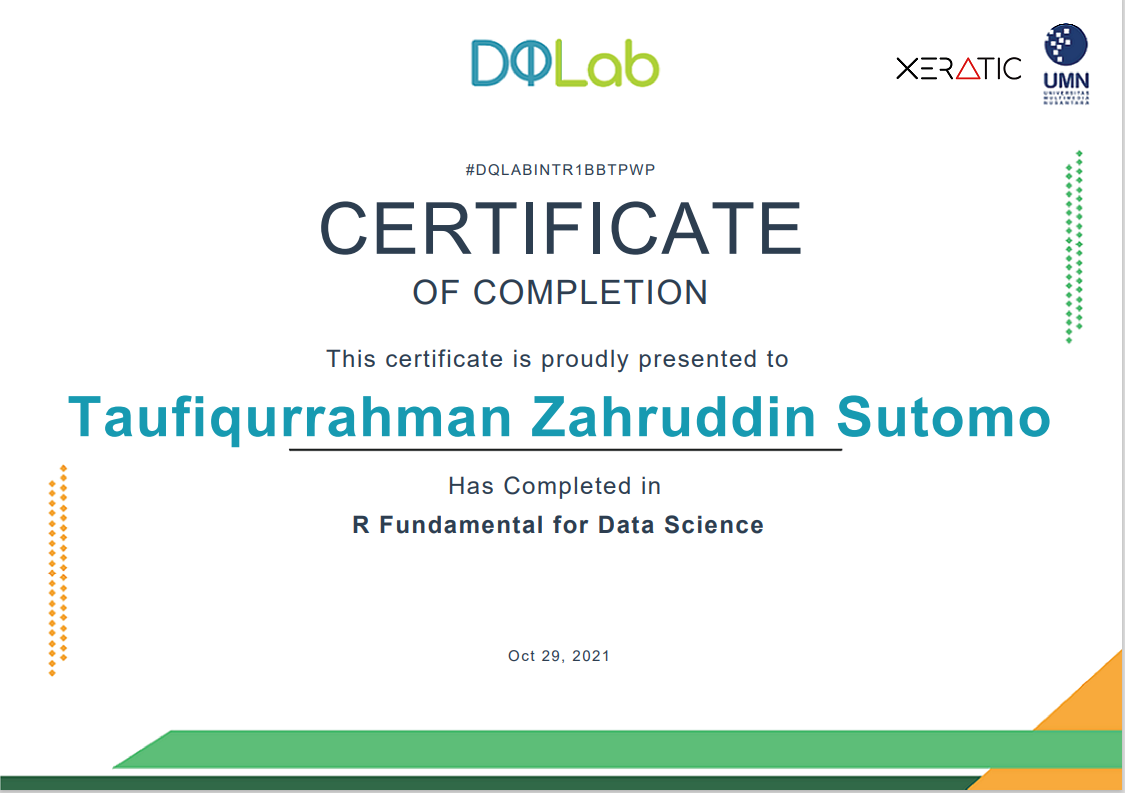 DQLab
XERATIC
UMN
UNIVERSITAS
MULTIMEDIA
NUSANTARA
#DQLABINTR1BBTPWP
CERTIFICATE
OF COMPLETION
This certificate is proudly presented to
Taufiqurrahman Zahruddin Sutomo
Has Completed in
R Fundamental for Data Science
Oct 29, 2021